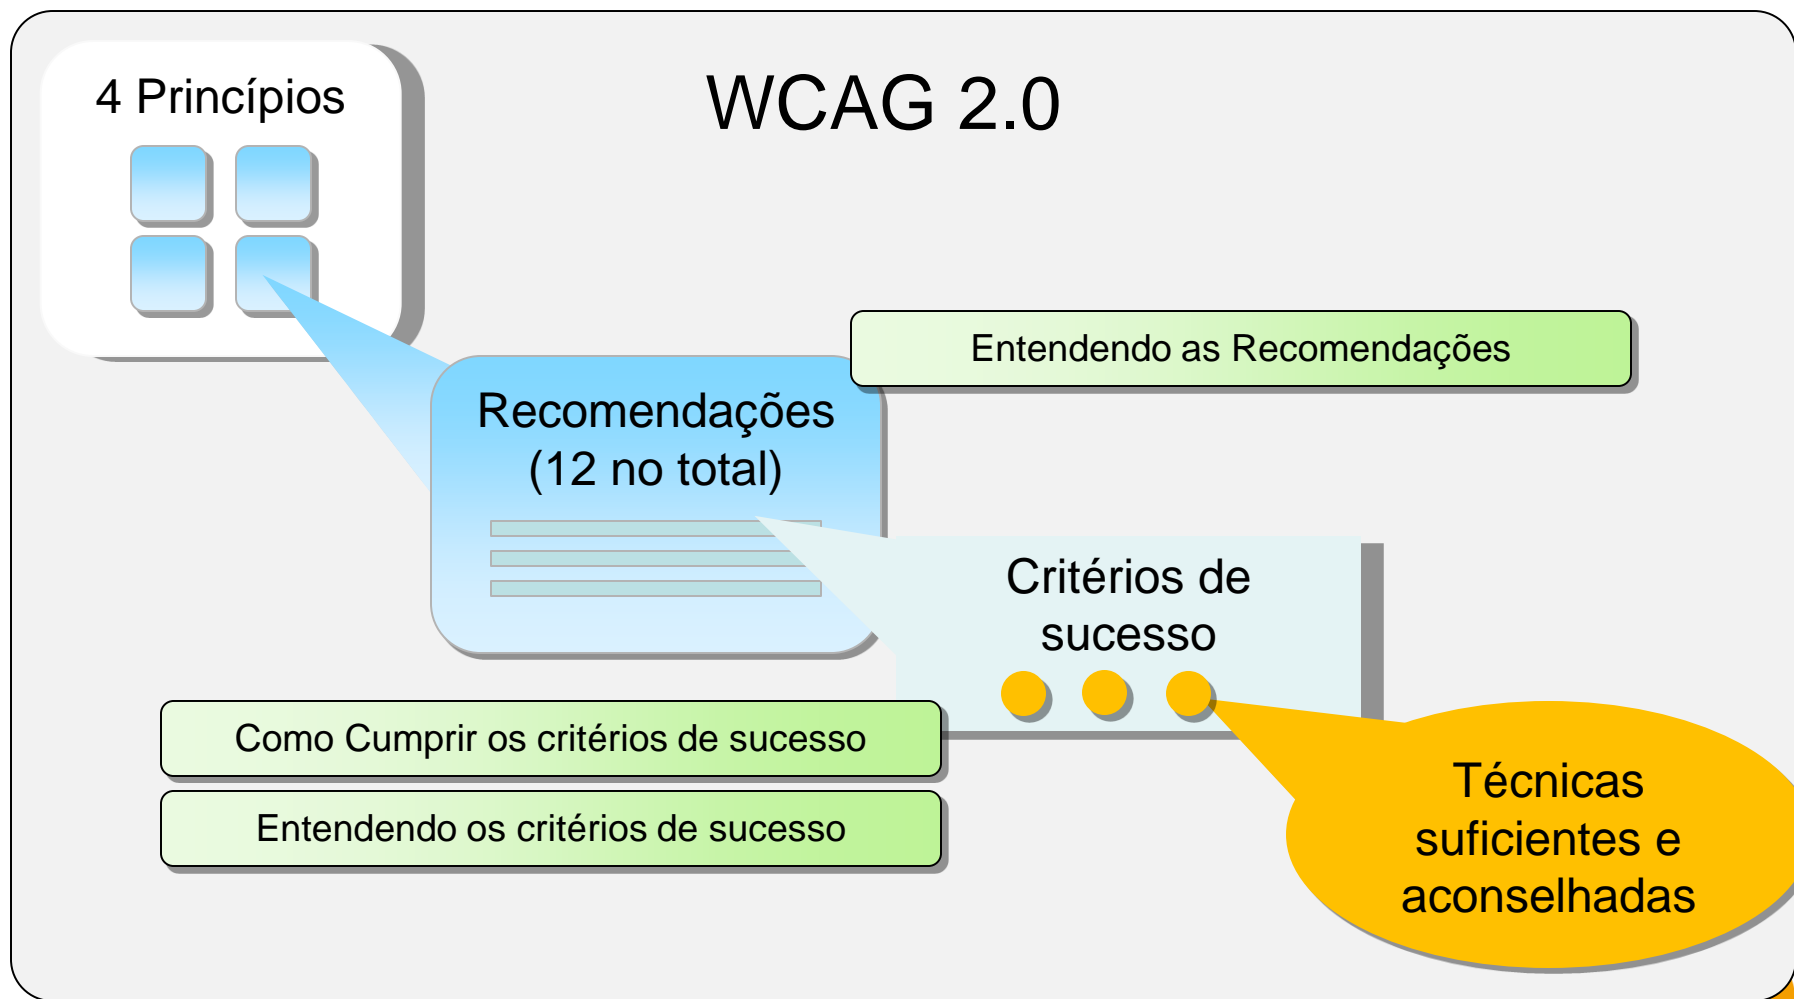 4 Princípios
WCAG 2.0
Entendendo as Recomendações
Recomendações
(12 no total)
Critérios de
sucesso
Como Cumprir os critérios de sucesso
Entendendo os critérios de sucesso
Técnicas
suficientes e
aconselhadas